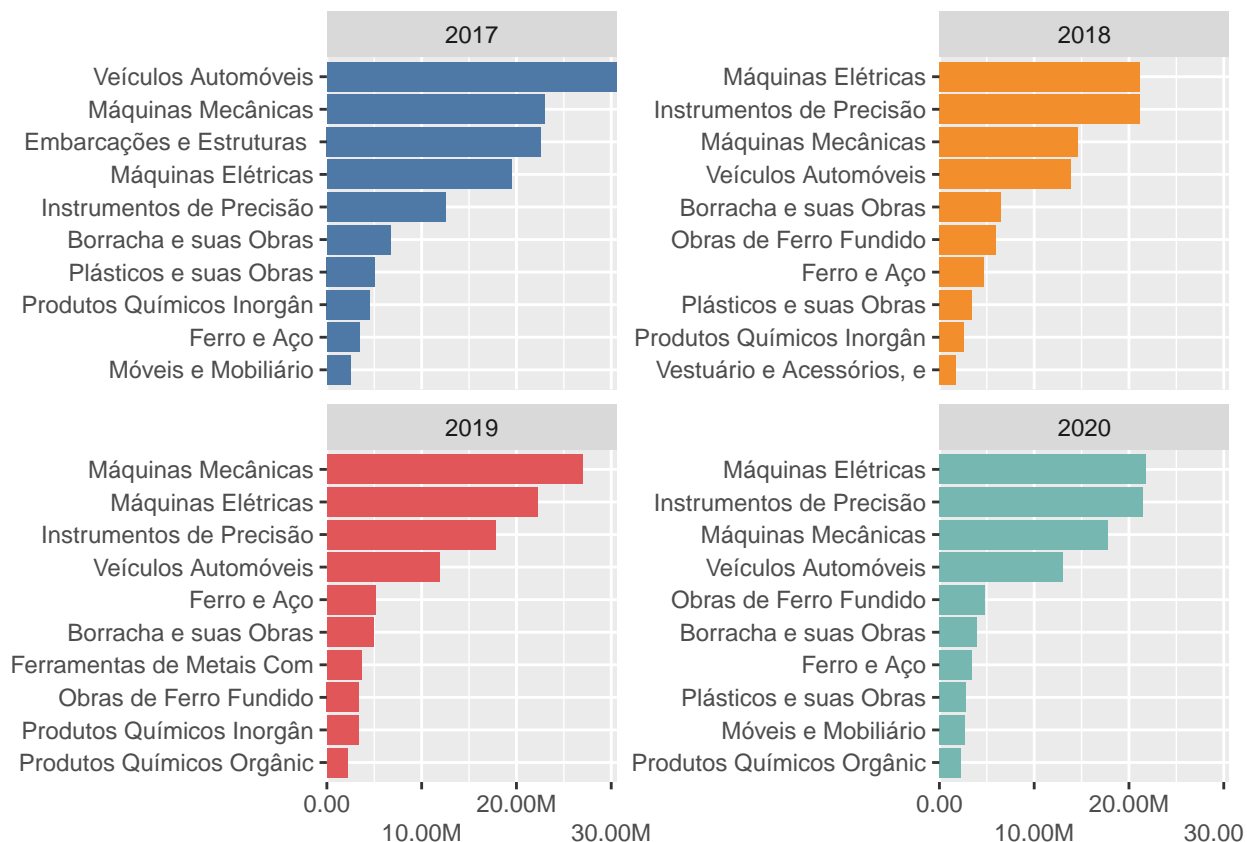 2017
Veículos Automóveis
Máquinas Mecânicas
Embarcações e Estruturas
Máquinas Elétricas
Instrumentos de Precisão
Borracha e suas Obras
Plásticos e suas Obras
Produtos Químicos Inorgân
Ferro e Aço
Móveis e Mobiliário
2018
Máquinas Elétricas
Instrumentos de Precisão
Máquinas Mecânicas
Veículos Automóveis
Borracha e suas Obras
Obras de Ferro Fundido
Ferro e Aço
Plásticos e suas Obras
Produtos Químicos Inorgân
Vestuário e Acessórios, e
2019
Máquinas Mecânicas
Máquinas Elétricas
Instrumentos de Precisão
Veículos Automóveis
Ferro e Aço
Borracha e suas Obras
Ferramentas de Metais Com
Obras de Ferro Fundido
Produtos Químicos Inorgân
Produtos Químicos Orgânic
0.00 20.00M
10.00M 30.00M
2020
Máquinas Elétricas
Instrumentos de Precisão
Máquinas Mecânicas
Veículos Automóveis
Obras de Ferro Fundido
Borracha e suas Obras
Ferro e Aço
Plásticos e suas Obras
Móveis e Mobiliário
Produtos Químicos Orgânic
0.00 20.00M
10.00M 30.00